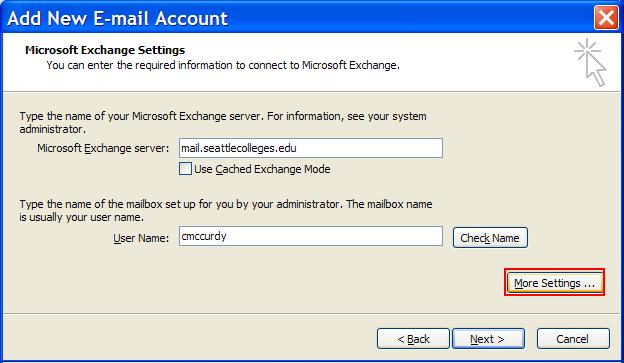 Add New E-mail Account
Microsoft Exchange Settings
You can enter the required information to connect to Microsoft Exchange.
Type the name of your Microsoft Exchange server. For information, see your system
administrator.
Microsoft Exchange server: mail.seattlecolleges.edu
Use Cached Exchange Mode
Type the name of the mailbox set up for you by your administrator. The mailbox name
is usually your user name.
User Name: cmccurdy Check Name
More Settings ...
< Back Next > Cancel